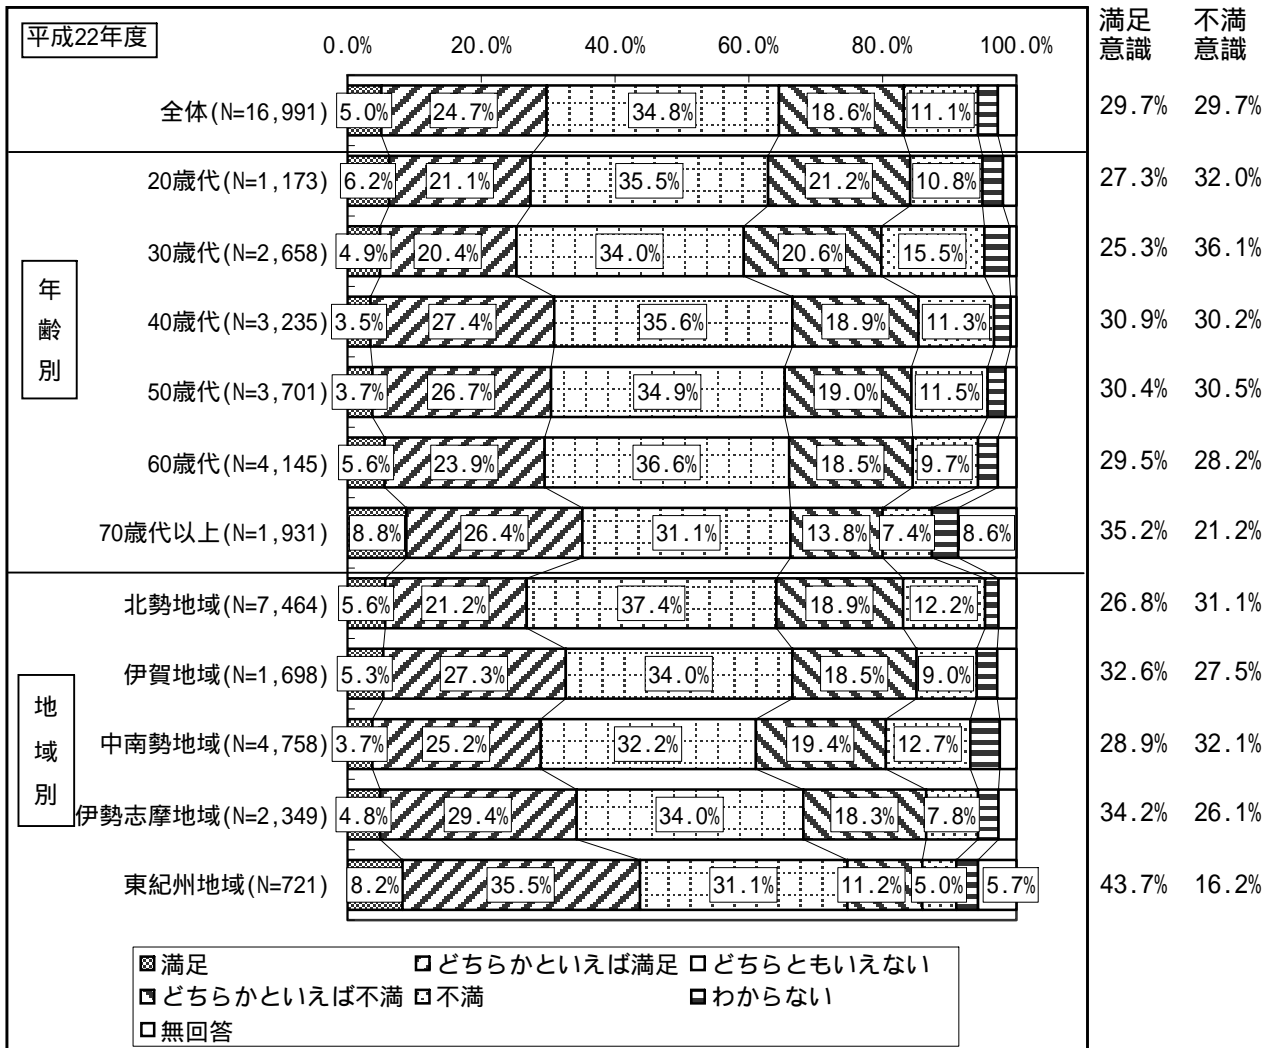 平成22年度
0.0% 20.0% 40.0% 60.0% 80.0% 100.0%
満足意識 不満意識
全体(N=16,991) 5.0% 24.7% 34.8% 18.6% 11.1% 29.7% 29.7%
年齢別
20歳代(N=1,173) 6.2% 21.1% 35.5% 21.2% 10.8% 27.3% 32.0%
30歳代(N=2,658) 4.9% 20.4% 34.0% 20.6% 15.5% 25.3% 36.1%
40歳代(N=3,235) 3.5% 27.4% 35.6% 18.9% 11.3% 30.9% 30.2%
50歳代(N=3,701) 3.7% 26.7% 34.9% 19.0% 11.5% 30.4% 30.5%
60歳代(N=4,145) 5.6% 23.9% 36.6% 18.5% 9.7% 29.5% 28.2%
70歳代以上(N=1,931) 8.8% 26.4% 31.1% 13.8% 7.4% 8.6% 35.2% 21.2%
地域別
北勢地域(N=7,464) 5.6% 21.2% 37.4% 18.9% 12.2% 26.8% 31.1%
伊賀地域(N=1,698) 5.3% 27.3% 34.0% 18.5% 9.0% 32.6% 27.5%
中南勢地域(N=4,758) 3.7% 25.2% 32.2% 19.4% 12.7% 28.9% 32.1%
伊勢志摩地域(N=2,349) 4.8% 29.4% 34.0% 18.3% 7.8% 34.2% 26.1%
東紀州地域(N=721) 8.2% 35.5% 31.1% 11.2% 5.0% 5.7% 43.7% 16.2%
満足 どちらかといえば満足 どちらともいえない
どちらかといえば不満 不満 わからない
無回答